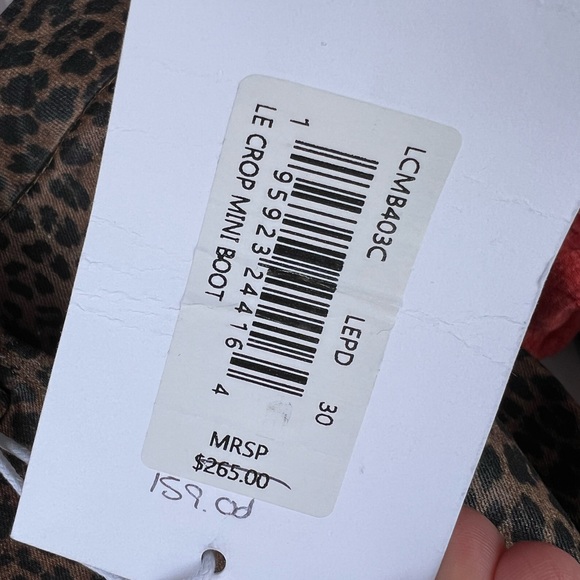 LCMB403C
LEPD 30
1 95923 24416 4
LE CROP MINI BOOT
MRSP
$265.00
159.00